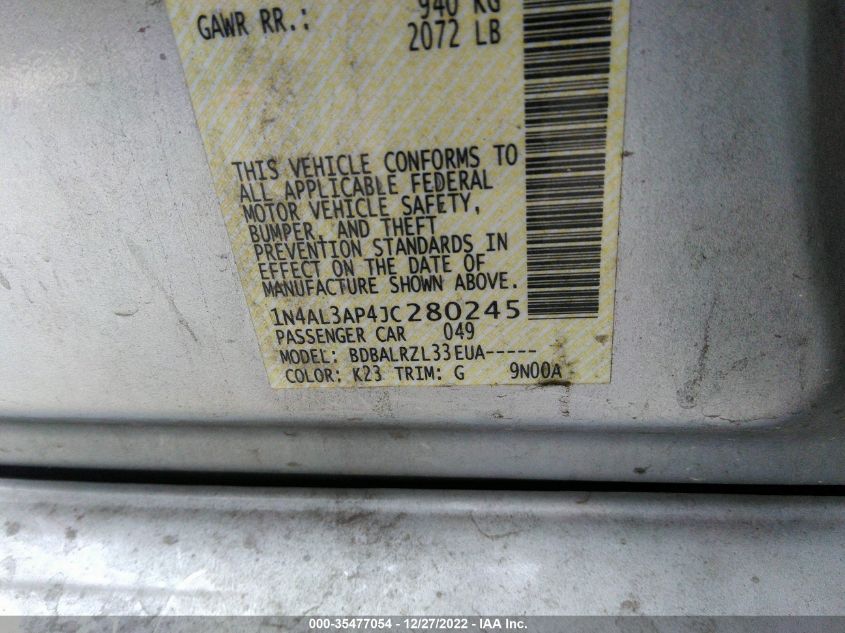 940 KG
GAWR RR.: 2072 LB
THIS VEHICLE CONFORMS TO
ALL APPLICABLE FEDERAL
MOTOR VEHICLE SAFETY,
BUMPER, AND THEFT
PREVENTION STANDARDS IN
EFFECT ON THE DATE OF
MANUFACTURE SHOWN ABOVE.
1N4AL3AP4JC280245
PASSENGER CAR 049
MODEL: BDBALRZL33EUA-----
COLOR: K23 TRIM: G 9N00A
000-35477054 - 12/27/2022 - IAA Inc.